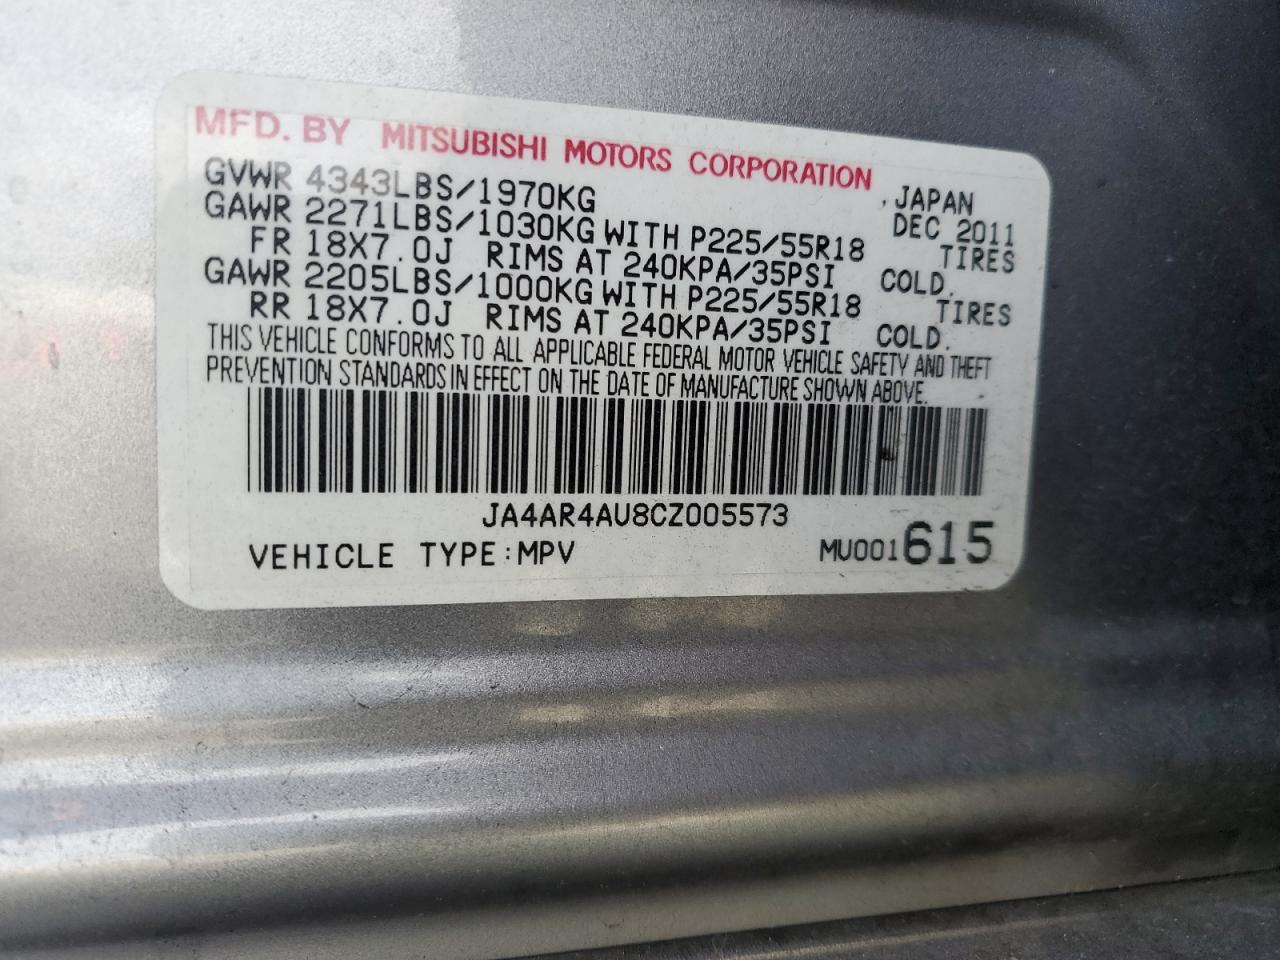 MFD. BY MITSUBISHI MOTORS CORPORATION , JAPAN
GVWR 4343LBS/1970KG DEC 2011
GAWR 2271LBS/1030KG WITH P225/55R18 TIRES
FR 18X7.0J RIMS AT 240KPA/35PSI COLD.
GAWR 2205LBS/1000KG WITH P225/55R18 TIRES
RR 18X7.0J RIMS AT 240KPA/35PSI COLD.
THIS VEHICLE CONFORMS TO ALL APPLICABLE FEDERAL MOTOR VEHICLE SAFETY AND THEFT
PREVENTION STANDARDS IN EFFECT ON THE DATE OF MANUFACTURE SHOWN ABOVE.
JA4AR4AU8CZ005573
VEHICLE TYPE:MPV MU001615